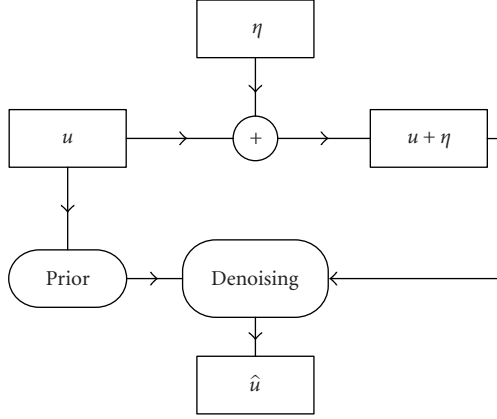 η
u
+
u + η
Prior
Denoising
û